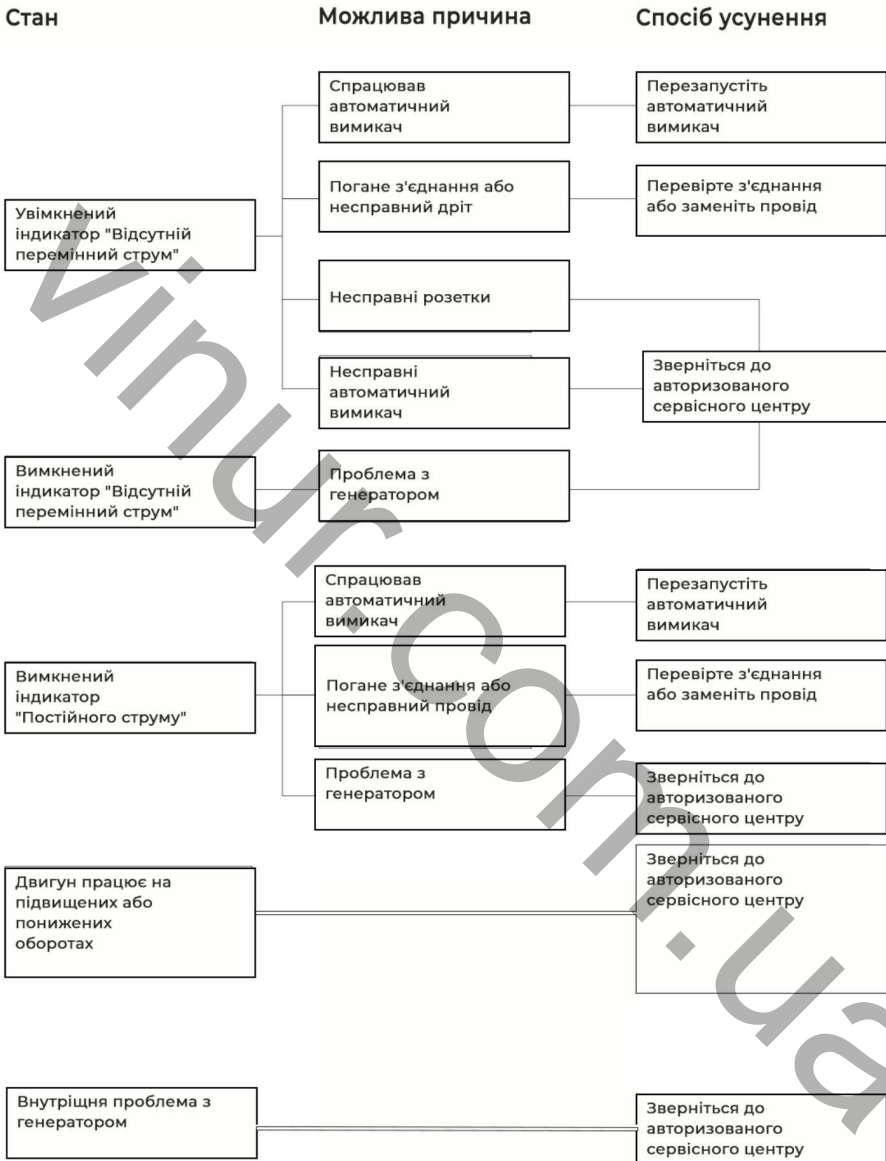 Стан
Можлива причина
Спосіб усунення
Увімкнений
індикатор "Відсутній
перемінний струм"
Спрацював
автоматичний
вимикач
Перезапустіть
автоматичний
вимикач
Погане з'єднання або
несправний дріт
Перевірте з'єднання
або заменіть провід
Несправні розетки
Несправні
автоматичний
вимикач
Зверніться до
авторизованого
сервісного центру
Вимкнений
індикатор "Відсутній
перемінний струм"
Проблема з
генератором
Вимкнений
індикатор
"Постійного струму"
Спрацював
автоматичний
вимикач
Перезапустіть
автоматичний
вимикач
Погане з'єднання або
несправний провід
Перевірте з'єднання
або заменіть провід
Проблема з
генератором
Зверніться до
авторизованого
сервісного центру
Двигун працює на
підвищених або
понижених
оборотах
Зверніться до
авторизованого
сервісного центру
Внутріщня проблема з
генератором
Зверніться до
авторизованого
сервісного центру
vinur.com.ua